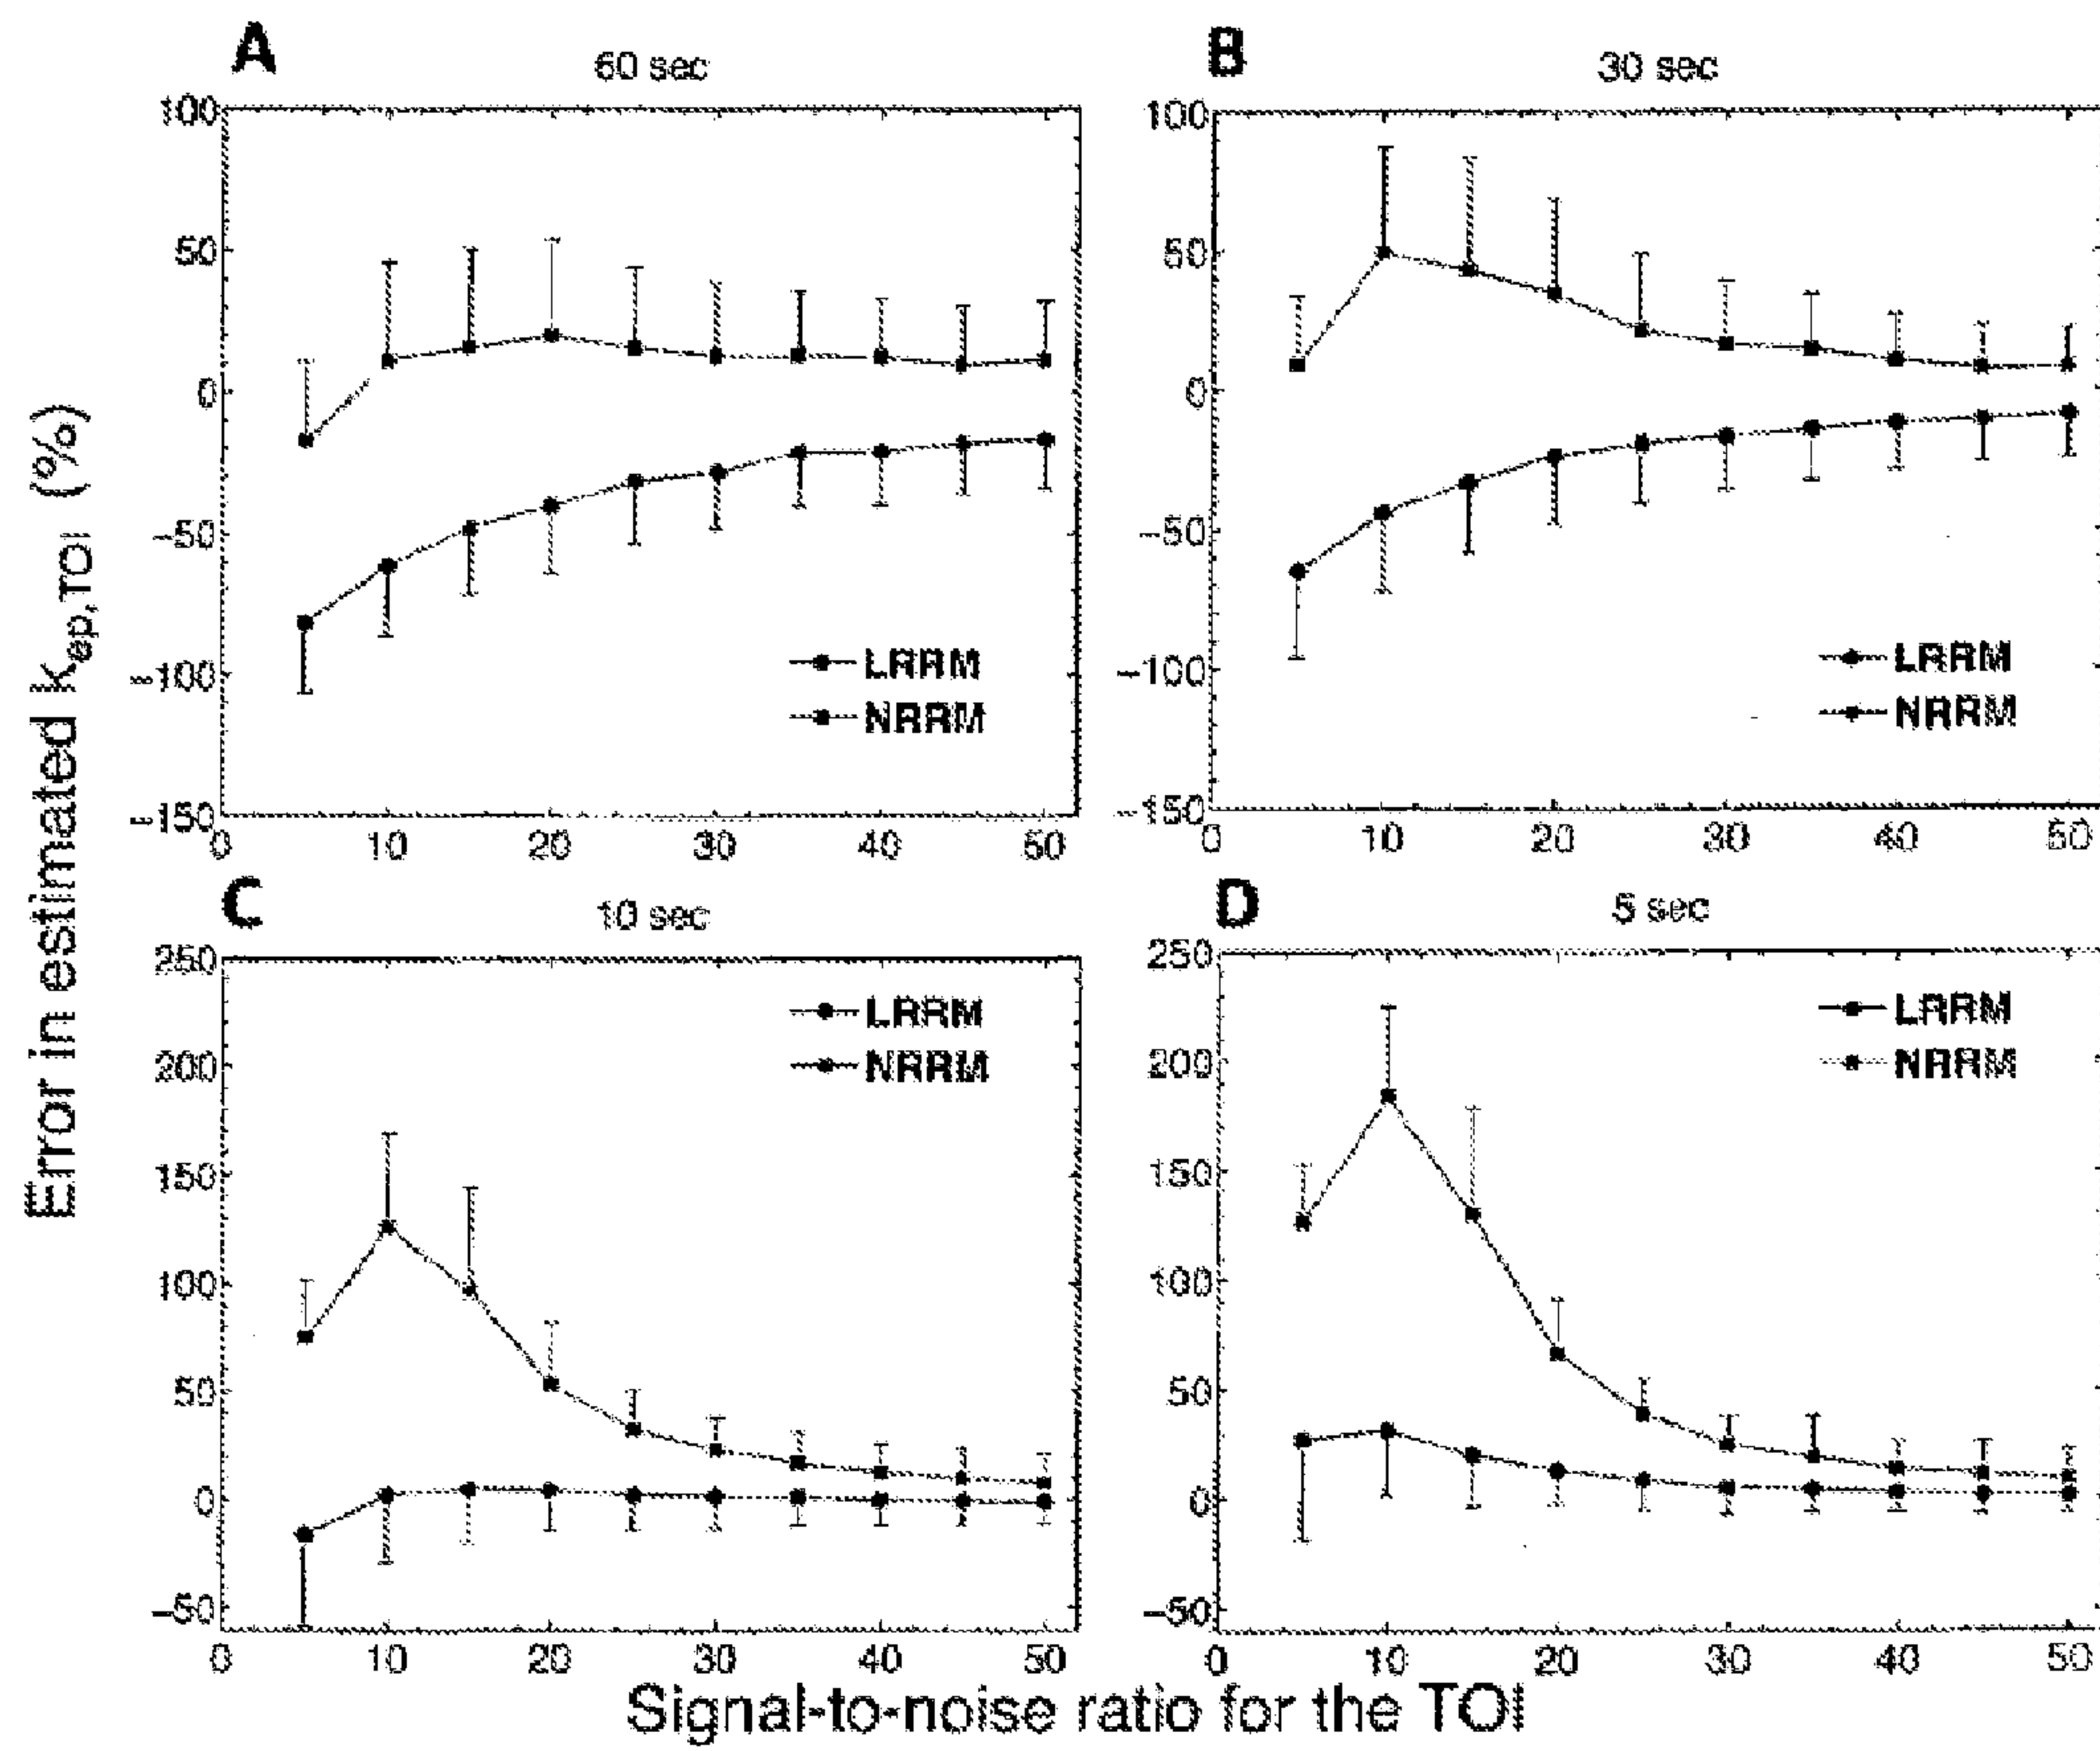 A
60 sec
B
30 sec
100
50
0
−50
−100
−150
0 10 20 30 40 50
LRRM
NRRM
100
50
0
−50
−100
−150
0 10 20 30 40 50
LRRM
NRRM
C
10 sec
D
5 sec
250
200
150
100
50
0
−50
0 10 20 30 40 50
LRRM
NRRM
250
200
150
100
50
0
−50
0 10 20 30 40 50
LRRM
NRRM
Error in estimated kep,TOI (%)
Signal-to-noise ratio for the TOI